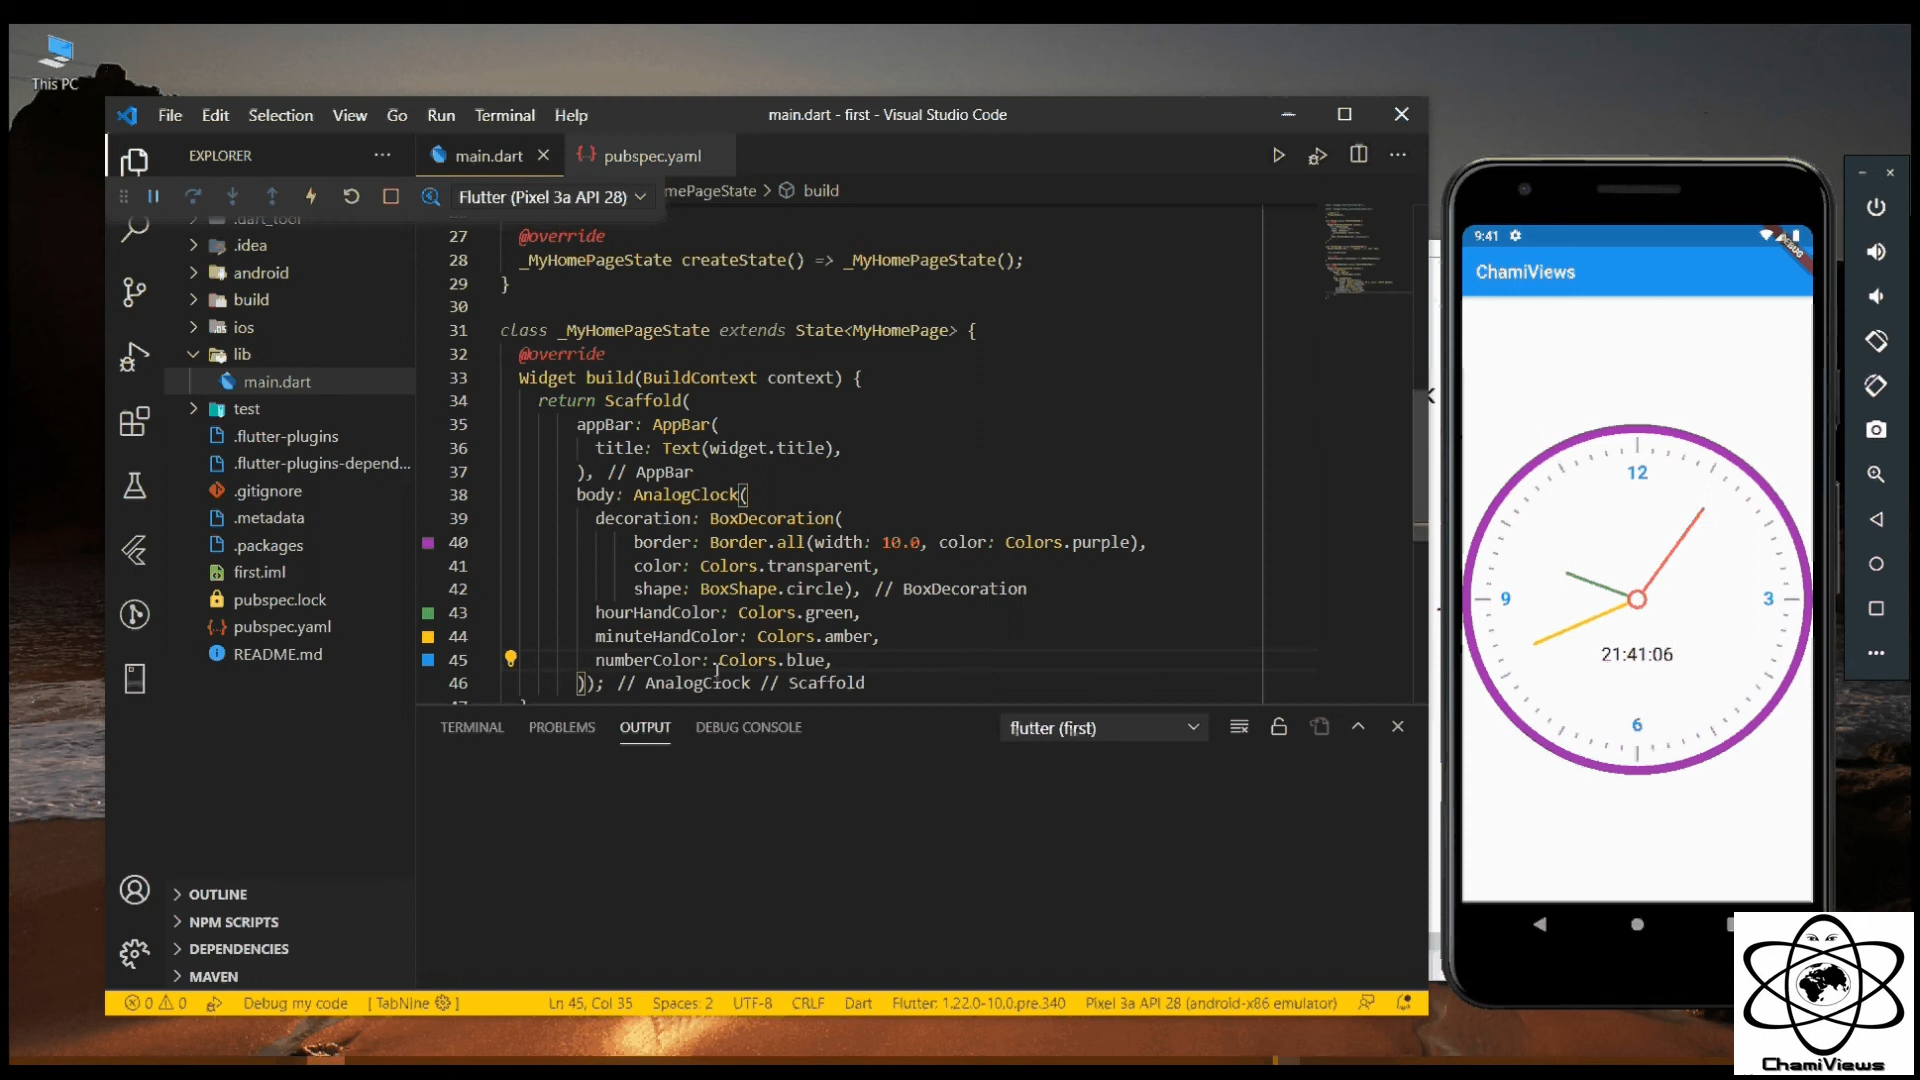 This PC
File Edit Selection View Go Run Terminal Help
main.dart - first - Visual Studio Code
EXPLORER
main.dart
pubspec.yaml
Flutter (Pixel 3a API 28)
mePageState > build
.dart_tool
.idea
android
build
ios
lib
main.dart
test
.flutter-plugins
.flutter-plugins-depend...
.gitignore
.metadata
.packages
first.iml
pubspec.lock
pubspec.yaml
README.md
OUTLINE
NPM SCRIPTS
DEPENDENCIES
MAVEN
27 @override
28 _MyHomePageState createState() => _MyHomePageState();
29 }
30
31 class _MyHomePageState extends State<MyHomePage> {
32 @override
33 Widget build(BuildContext context) {
34 return Scaffold(
35 appBar: AppBar(
36 title: Text(widget.title),
37 ), // AppBar
38 body: AnalogClock(
39 decoration: BoxDecoration(
40 border: Border.all(width: 10.0, color: Colors.purple),
41 color: Colors.transparent,
42 shape: BoxShape.circle), // BoxDecoration
43 hourHandColor: Colors.green,
44 minuteHandColor: Colors.amber,
45 numberColor: Colors.blue,
46 )); // AnalogClock // Scaffold
TERMINAL PROBLEMS OUTPUT DEBUG CONSOLE
flutter (first)
0 0 Debug my code [ TabNine ] Ln 45, Col 35 Spaces: 2 UTF-8 CRLF Dart Flutter: 1.22.0-10.0.pre.340 Pixel 3a API 28 (android-x86 emulator)
9:41
DEBUG
ChamiViews
12
9
3
21:41:06
6
ChamiViews